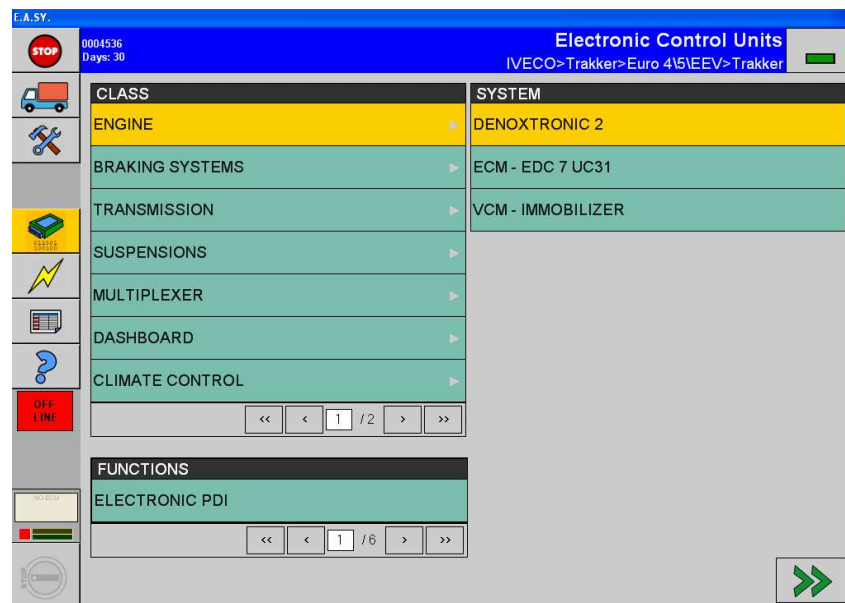 E.A.SY.
STOP
0004536
Days: 30
Electronic Control Units
IVECO>Trakker>Euro 4\5\EEV>Trakker
CLASS
ENGINE
BRAKING SYSTEMS
TRANSMISSION
SUSPENSIONS
MULTIPLEXER
DASHBOARD
CLIMATE CONTROL
<< < 1 /2 > >>
SYSTEM
DENOXTRONIC 2
ECM - EDC 7 UC31
VCM - IMMOBILIZER
FUNCTIONS
ELECTRONIC PDI
<< < 1 /6 > >>
OFF
LINE
NO ECU
STOP